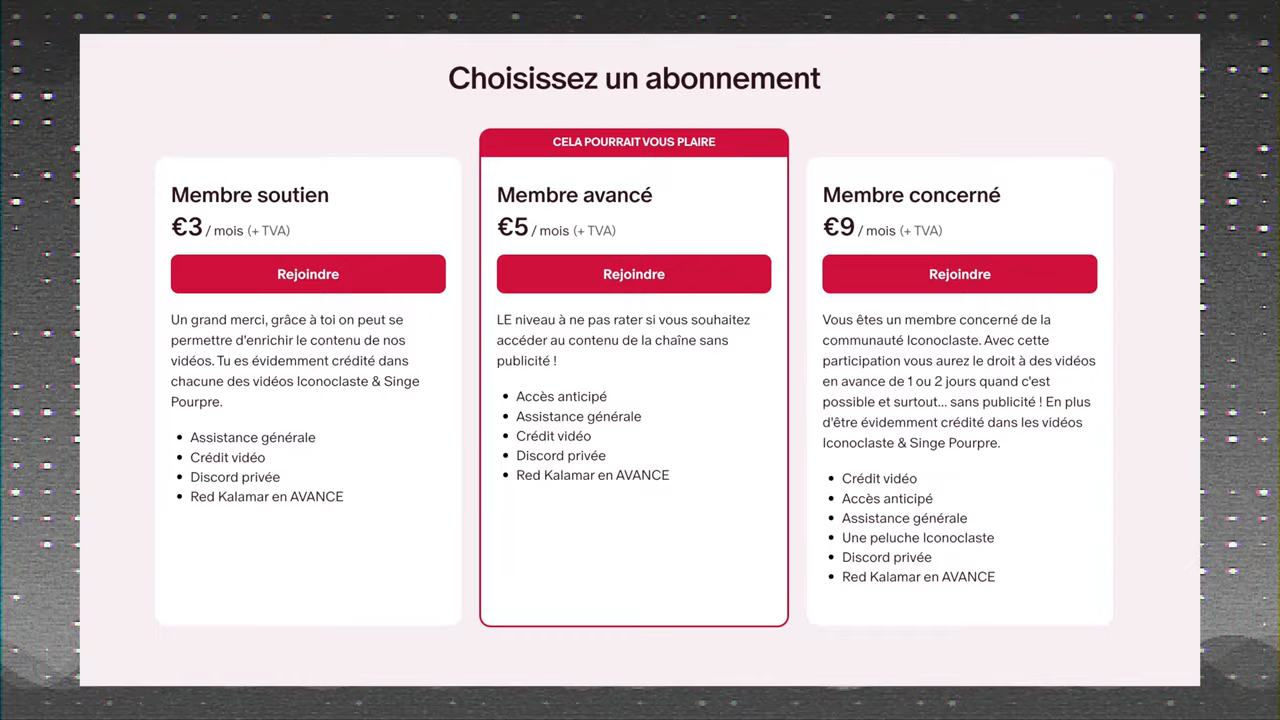 Choisissez un abonnement
CELA POURRAIT VOUS PLAIRE
Membre soutien
€3 / mois (+ TVA)
Rejoindre
Un grand merci, grâce à toi on peut se
permettre d'enrichir le contenu de nos
vidéos. Tu es évidemment crédité dans
chacune des vidéos Iconoclaste & Singe
Pourpre.
• Assistance générale
• Crédit vidéo
• Discord privée
• Red Kalamar en AVANCE
Membre avancé
€5 / mois (+ TVA)
Rejoindre
LE niveau à ne pas rater si vous souhaitez
accéder au contenu de la chaîne sans
publicité !
• Accès anticipé
• Assistance générale
• Crédit vidéo
• Discord privée
• Red Kalamar en AVANCE
Membre concerné
€9 / mois (+ TVA)
Rejoindre
Vous êtes un membre concerné de la
communauté Iconoclaste. Avec cette
participation vous aurez le droit à des vidéos
en avance de 1 ou 2 jours quand c'est
possible et surtout... sans publicité ! En plus
d'être évidemment crédité dans les vidéos
Iconoclaste & Singe Pourpre.
• Crédit vidéo
• Accès anticipé
• Assistance générale
• Une peluche Iconoclaste
• Discord privée
• Red Kalamar en AVANCE